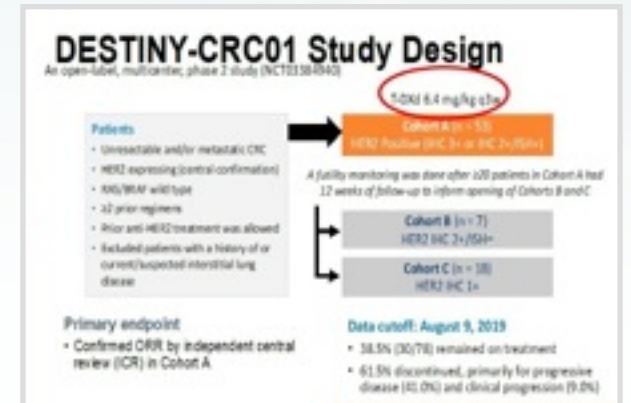 DESTINY-CRC01 Study Design
An open-label, multicenter, phase 2 study (NCT03384940)
T-DXd 6.4 mg/kg q3w
Patients
• Unresectable and/or metastatic CRC
• HER2 expressing (central confirmation)
• RAS/BRAF wild type
• ≥2 prior regimens
• Prior anti-HER2 treatment was allowed
• Excluded patients with a history of or
current/suspected interstitial lung
disease
Cohort A (n = 53)
HER2 Positive (IHC 3+ or IHC 2+/ISH+)
A futility monitoring was done after ≥20 patients in Cohort A had
12 weeks of follow-up to inform opening of Cohorts B and C
Cohort B (n = 7)
HER2 IHC 2+/ISH−
Cohort C (n = 18)
HER2 IHC 1+
Primary endpoint
• Confirmed ORR by independent central
review (ICR) in Cohort A
Data cutoff: August 9, 2019
• 38.5% (30/78) remained on treatment
• 61.5% discontinued, primarily for progressive
disease (41.0%) and clinical progression (9.0%)